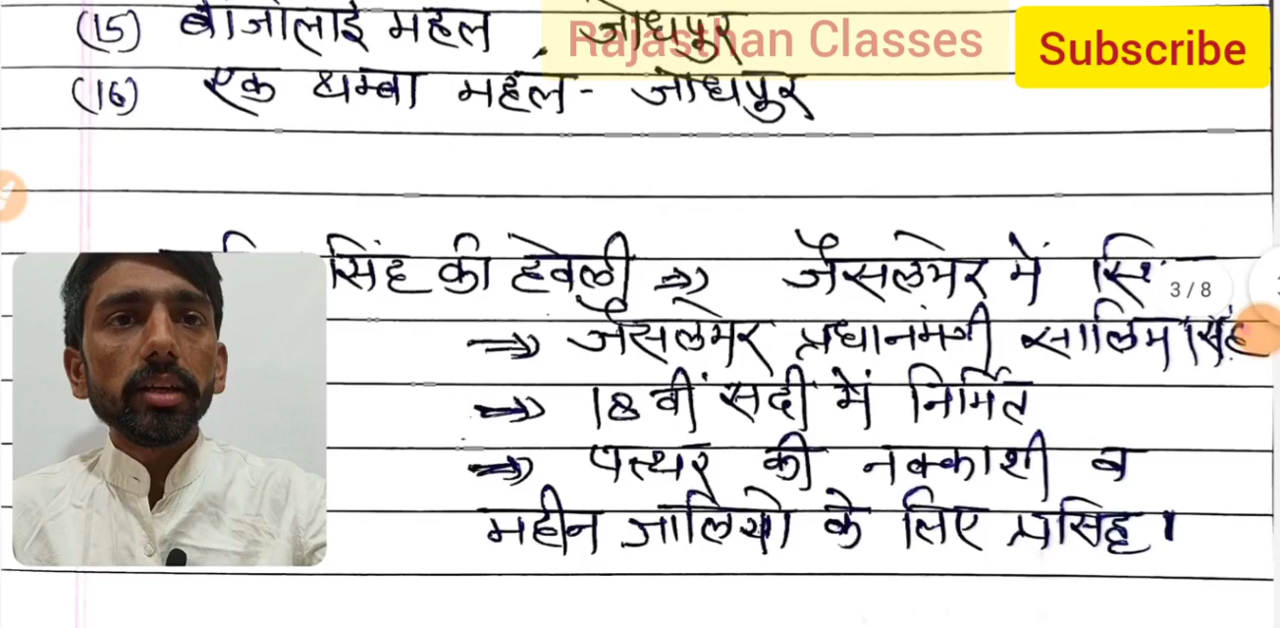 (15) बीजोलाई महल , जोधपुर
Rajasthan Classes
Subscribe
(16) एक थम्बा महल - जोधपुर
सिंह की हवेली ⇒ जैसलमेर में
3 / 8
⇒ जैसलमेर प्रधानमंत्री सालिम सिंह
⇒ 18 वीं सदी में निर्मित
⇒ पत्थर की नक्काशी व
महीन जालियो के लिए प्रसिद्ध ।